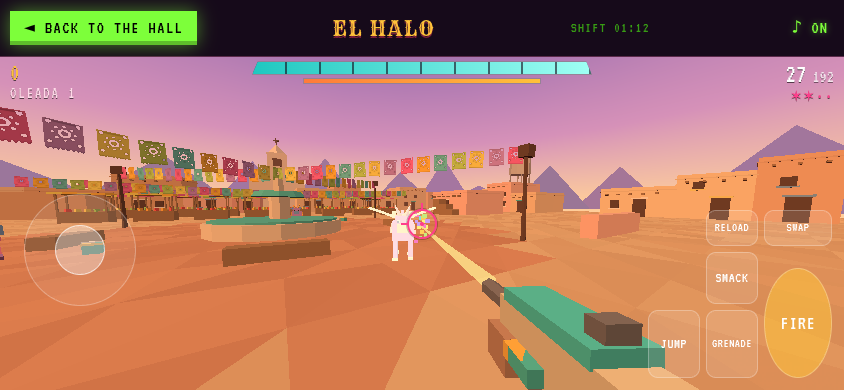 ◄ BACK TO THE HALL
EL HALO
SHIFT 01:12
♪ ON
0
OLEADA 1
27 192
RELOAD
SWAP
SMACK
FIRE
JUMP
GRENADE